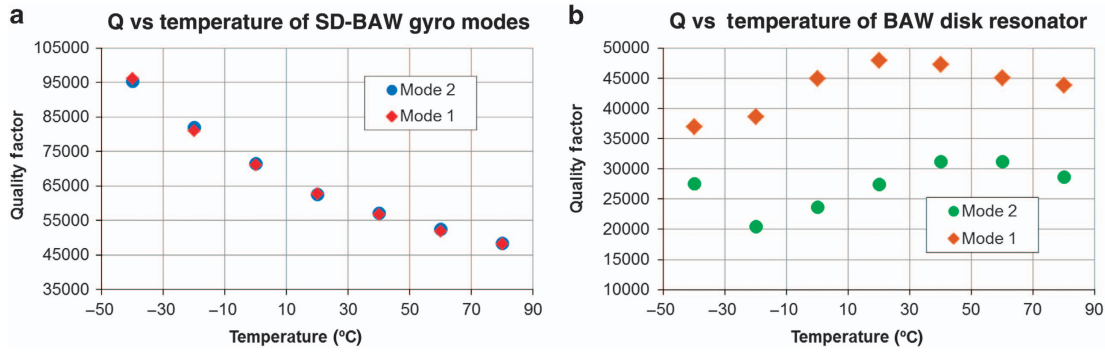 a
Q vs temperature of SD-BAW gyro modes
105000
95000
85000
75000
65000
55000
45000
35000
Quality factor
Mode 2
Mode 1
–50
–30
–10
10
30
50
70
90
Temperature (ºC)
b
Q vs temperature of BAW disk resonator
50000
45000
40000
35000
30000
25000
20000
15000
10000
Quality factor
Mode 2
Mode 1
–50
–30
–10
10
30
50
70
90
Temperature (ºC)